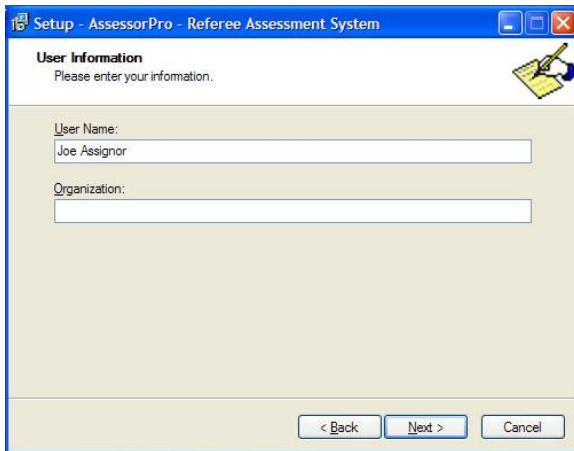 Setup - AssessorPro - Referee Assessment System
User Information
Please enter your information.
User Name:
Joe Assignor
Organization:
< Back
Next >
Cancel